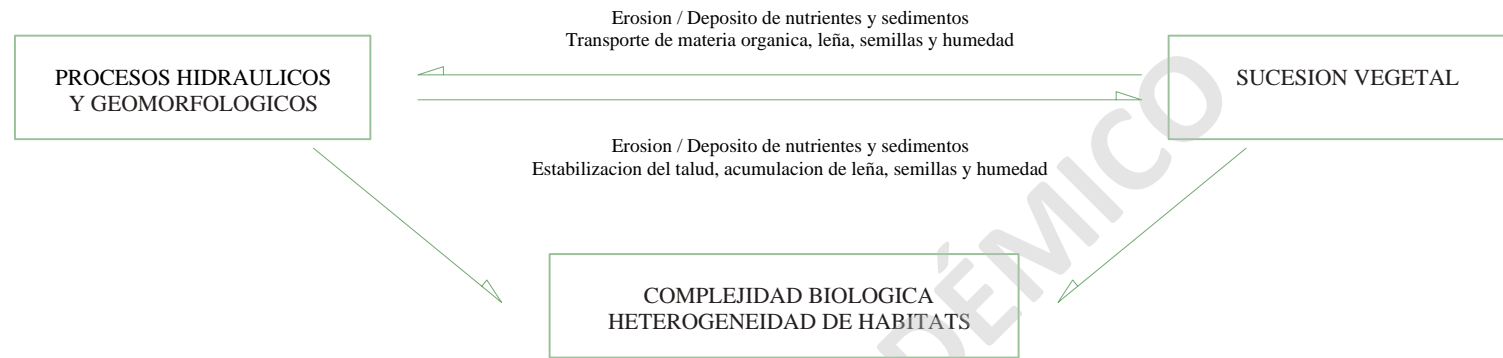 Erosion / Deposito de nutrientes y sedimentos
Transporte de materia organica, leña, semillas y humedad
PROCESOS HIDRAULICOS
Y GEOMORFOLOGICOS
SUCESION VEGETAL
Erosion / Deposito de nutrientes y sedimentos
Estabilizacion del talud, acumulacion de leña, semillas y humedad
COMPLEJIDAD BIOLOGICA
HETEROGENEIDAD DE HABITATS
DÉMICO